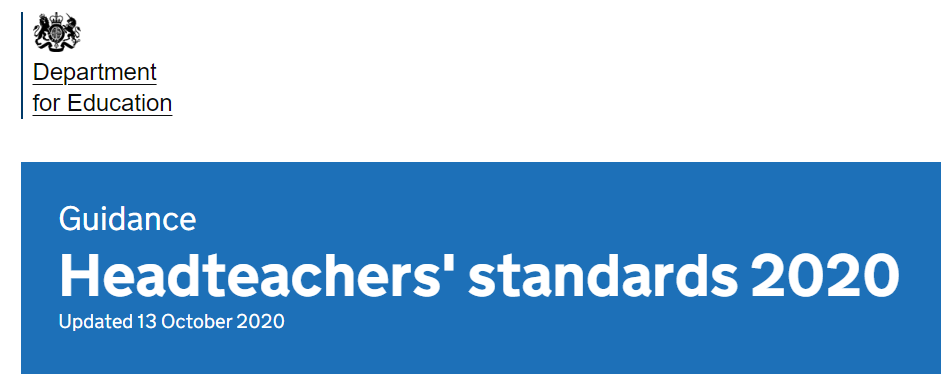 Department
for Education
Guidance
Headteachers' standards 2020
Updated 13 October 2020